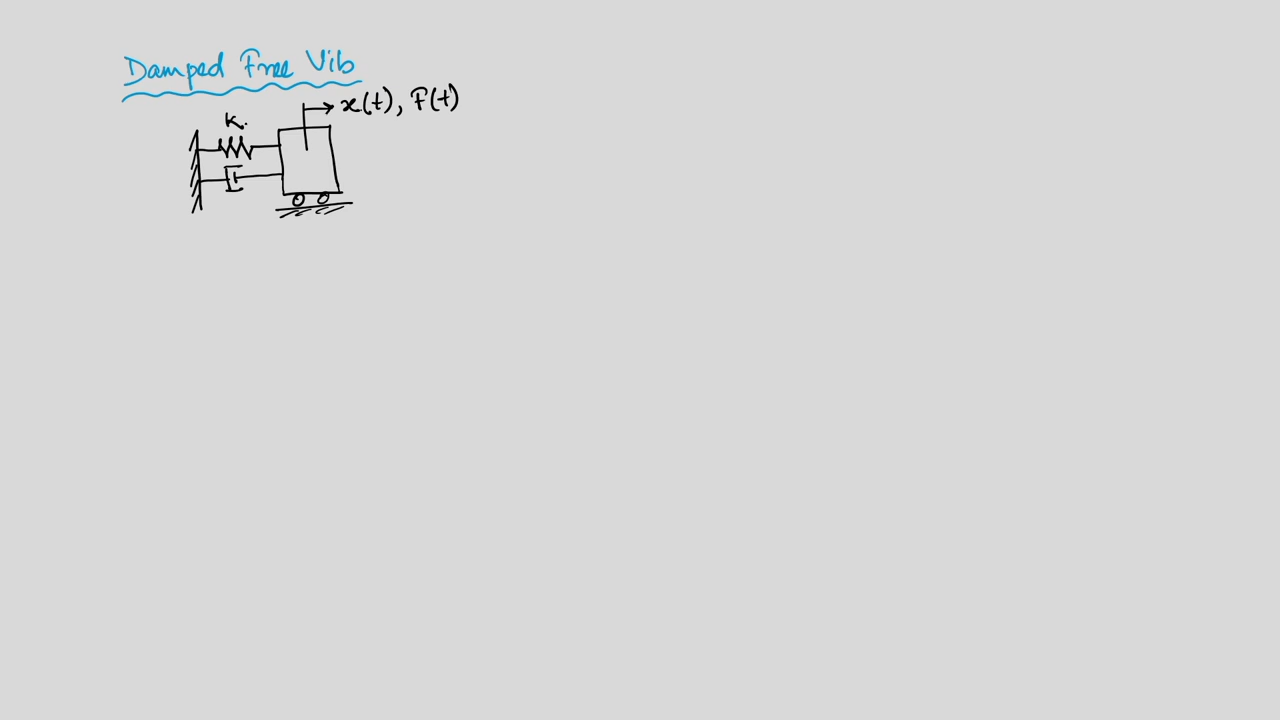 Damped Free Vib
x(t), F(t)
K.